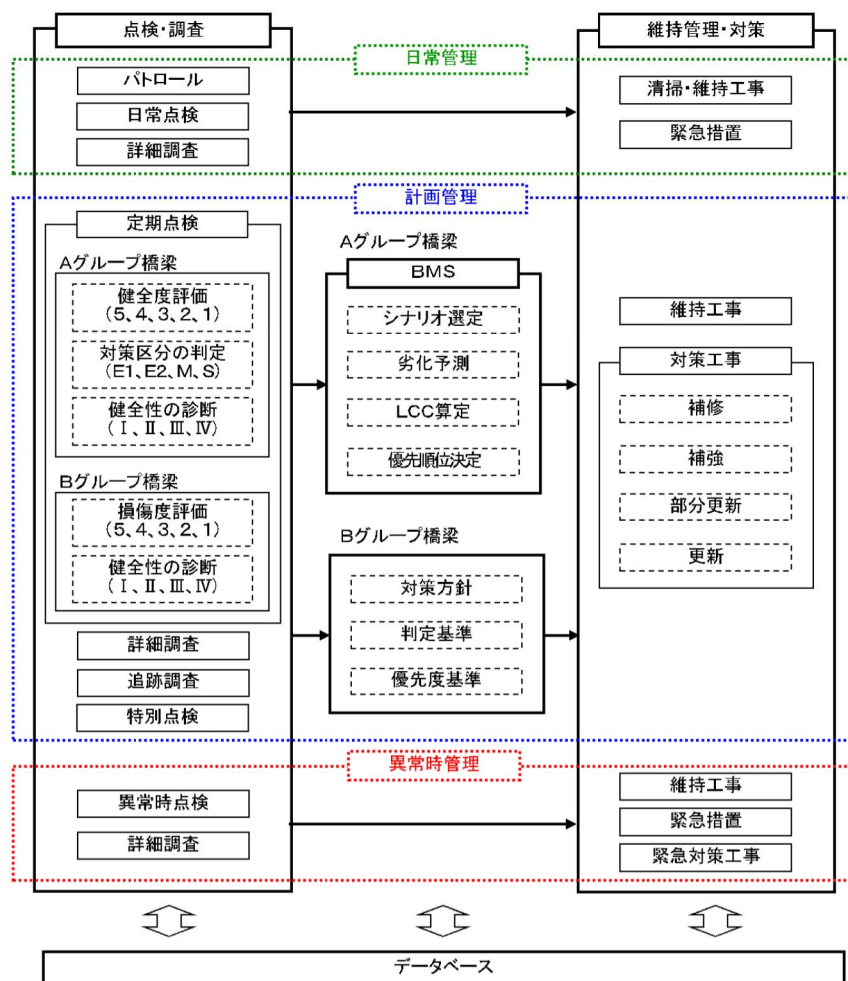 点検・調査
維持管理・対策
日常管理
パトロール
日常点検
詳細調査
清掃・維持工事
緊急措置
計画管理
定期点検
Aグループ橋梁
健全度評価
(5、4、3、2、1)
対策区分の判定
(E1、E2、M、S)
健全性の診断
(Ⅰ、Ⅱ、Ⅲ、Ⅳ)
Bグループ橋梁
損傷度評価
(5、4、3、2、1)
健全性の診断
(Ⅰ、Ⅱ、Ⅲ、Ⅳ)
詳細調査
追跡調査
特別点検
Aグループ橋梁
BMS
シナリオ選定
劣化予測
LCC算定
優先順位決定
Bグループ橋梁
対策方針
判定基準
優先度基準
維持工事
対策工事
補修
補強
部分更新
更新
異常時管理
異常時点検
詳細調査
維持工事
緊急措置
緊急対策工事
データベース